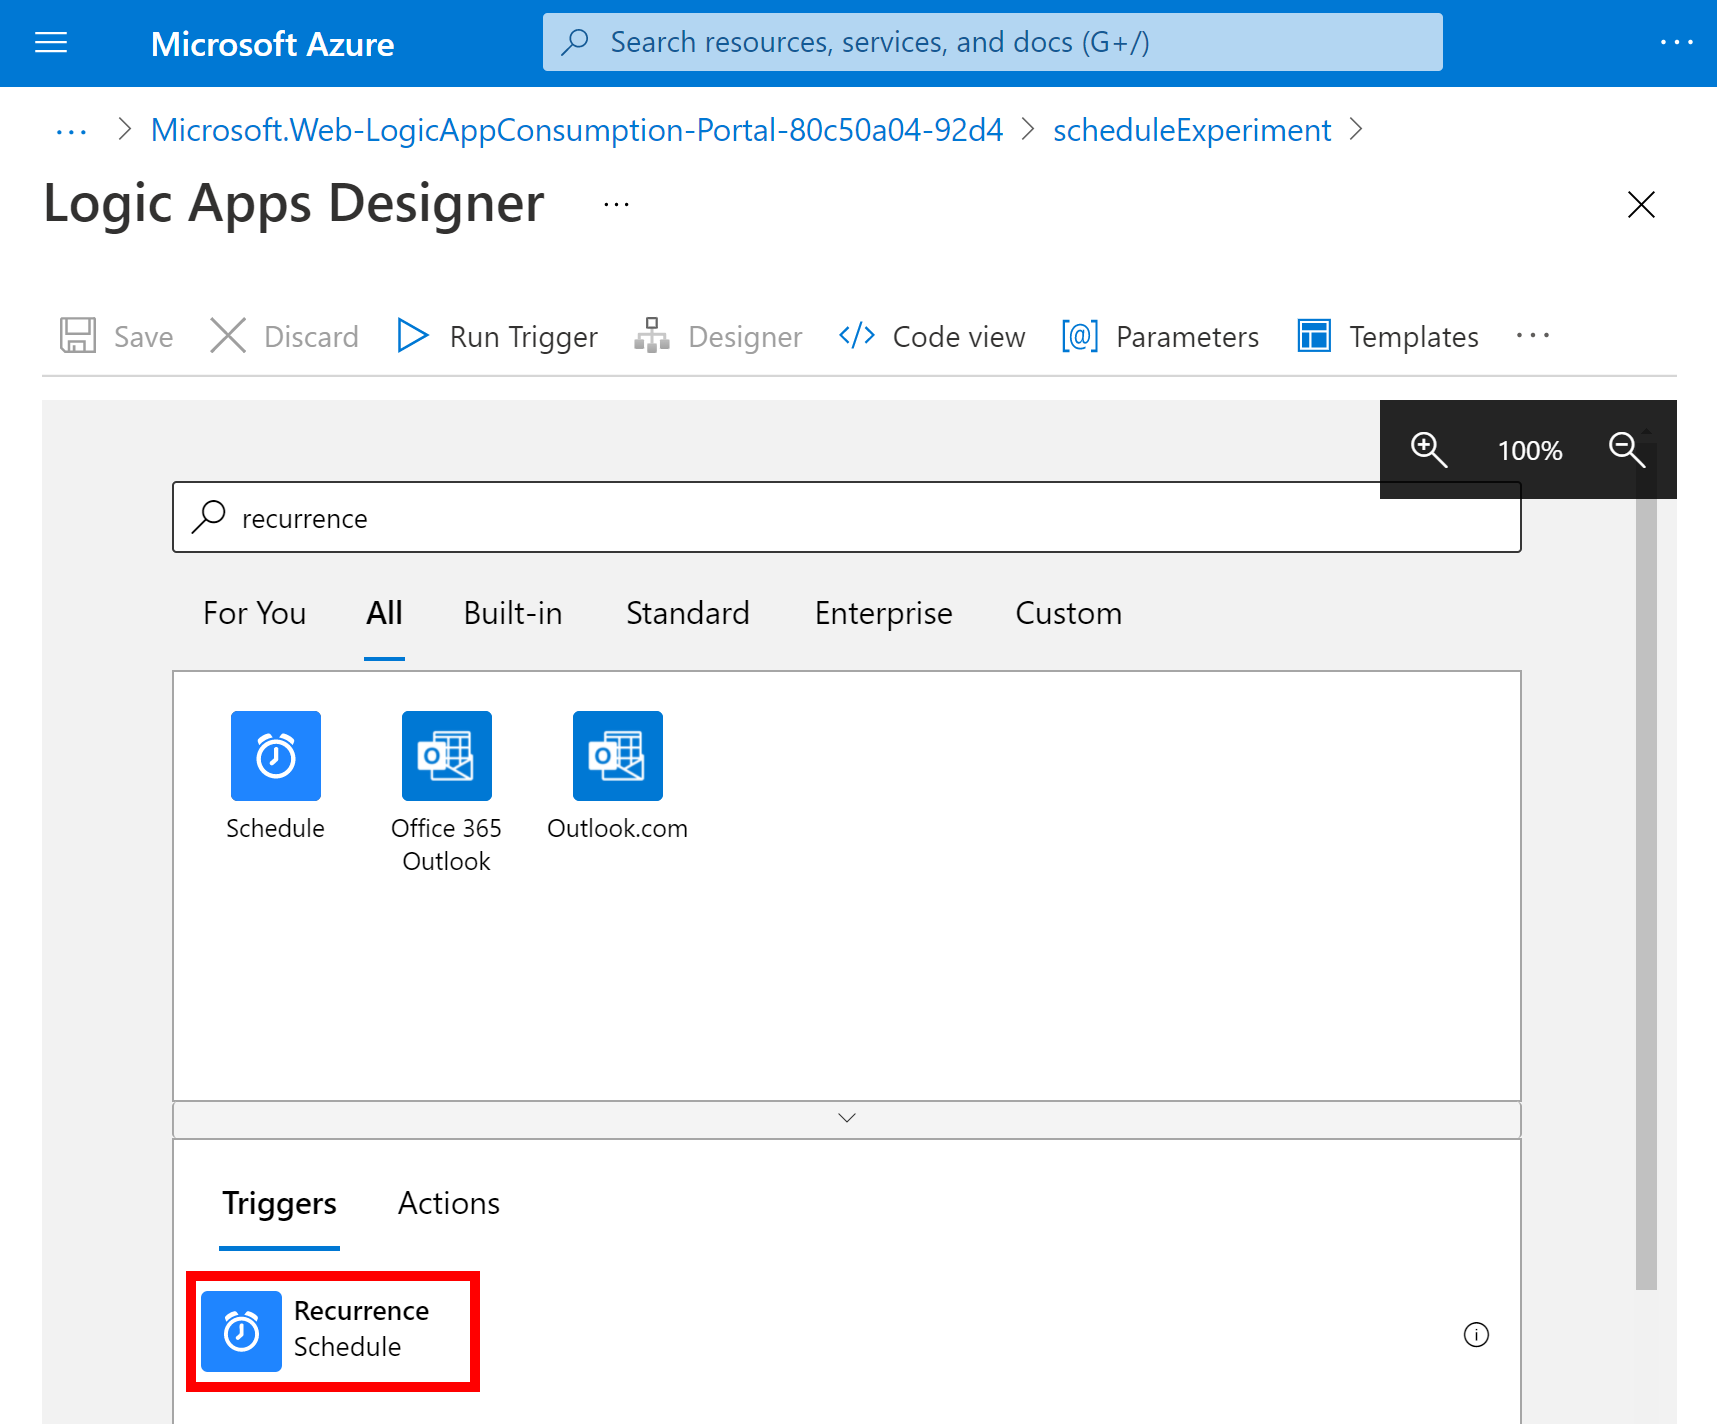 Microsoft Azure
Search resources, services, and docs (G+/)
...
... > Microsoft.Web-LogicAppConsumption-Portal-80c50a04-92d4 > scheduleExperiment >
Logic Apps Designer ...
Save Discard Run Trigger Designer </> Code view [@] Parameters Templates ...
100%
recurrence
For You All Built-in Standard Enterprise Custom
Schedule Office 365 Outlook.com
Outlook
Triggers Actions
Recurrence
Schedule